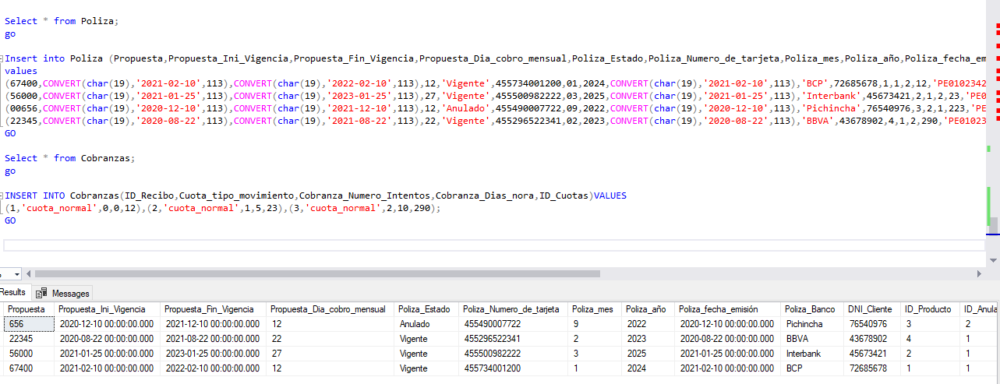 Select * from Poliza;
go
Insert into Poliza (Propuesta,Propuesta_Ini_Vigencia,Propuesta_Fin_Vigencia,Propuesta_Dia_cobro_mensual,Poliza_Estado,Poliza_Numero_de_tarjeta,Poliza_mes,Poliza_año,Poliza_fecha_em
values
(67400,CONVERT(char(19),'2021-02-10',113),CONVERT(char(19),'2022-02-10',113),12,'Vigente',455734001200,01,2024,CONVERT(char(19),'2021-02-10',113),'BCP',72685678,1,1,2,12,'PE0102342
(56000,CONVERT(char(19),'2021-01-25',113),CONVERT(char(19),'2023-01-25',113),27,'Vigente',455500982222,03,2025,CONVERT(char(19),'2021-01-25',113),'Interbank',45673421,2,1,2,23,'PE0
(00656,CONVERT(char(19),'2020-12-10',113),CONVERT(char(19),'2021-12-10',113),12,'Anulado',455490007722,09,2022,CONVERT(char(19),'2020-12-10',113),'Pichincha',76540976,3,2,1,223,'PE
(22345,CONVERT(char(19),'2020-08-22',113),CONVERT(char(19),'2021-08-22',113),22,'Vigente',455296522341,02,2023,CONVERT(char(19),'2020-08-22',113),'BBVA',43678902,4,1,2,290,'PE01023
GO
Select * from Cobranzas;
go
INSERT INTO Cobranzas(ID_Recibo,Cuota_tipo_movimiento,Cobranza_Numero_Intentos,Cobranza_Dias_nora,ID_Cuotas)VALUES
(1,'cuota_normal',0,0,12),(2,'cuota_normal',1,5,23),(3,'cuota_normal',2,10,290);
GO
Results Messages
Propuesta Propuesta_Ini_Vigencia Propuesta_Fin_Vigencia Propuesta_Dia_cobro_mensual Poliza_Estado Poliza_Numero_de_tarjeta Poliza_mes Poliza_año Poliza_fecha_emisión Poliza_Banco DNI_Cliente ID_Producto ID_Anula
656 2020-12-10 00:00:00.000 2021-12-10 00:00:00.000 12 Anulado 455490007722 9 2022 2020-12-10 00:00:00.000 Pichincha 76540976 3 2
22345 2020-08-22 00:00:00.000 2021-08-22 00:00:00.000 22 Vigente 455296522341 2 2023 2020-08-22 00:00:00.000 BBVA 43678902 4 1
56000 2021-01-25 00:00:00.000 2023-01-25 00:00:00.000 27 Vigente 455500982222 3 2025 2021-01-25 00:00:00.000 Interbank 45673421 2 1
67400 2021-02-10 00:00:00.000 2022-02-10 00:00:00.000 12 Vigente 455734001200 1 2024 2021-02-10 00:00:00.000 BCP 72685678 1 1